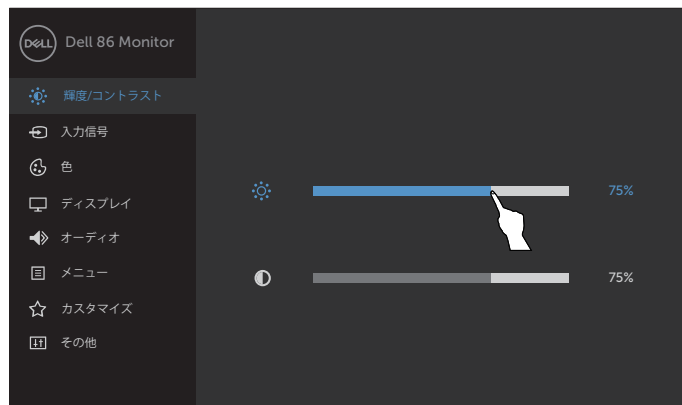 DELL Dell 86 Monitor
輝度/コントラスト
入力信号
色
ディスプレイ
オーディオ
メニュー
カスタマイズ
その他
75%
75%